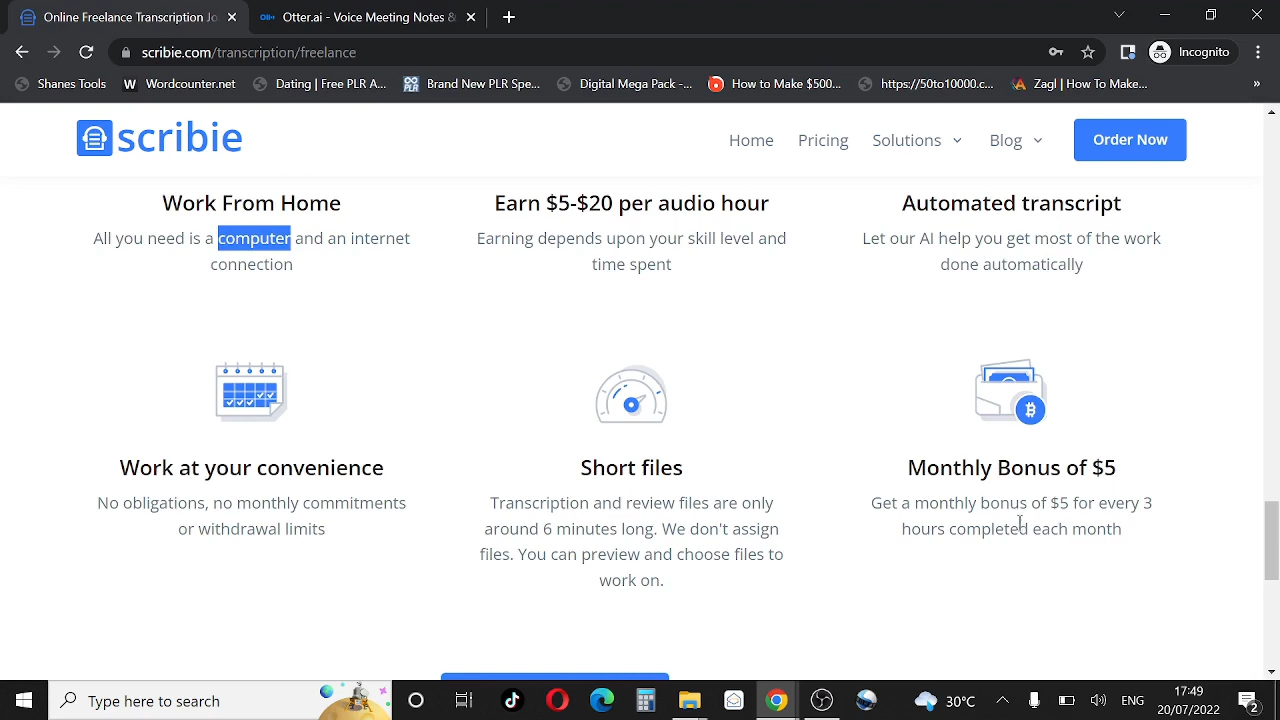 Online Freelance Transcription Jo
Otter.ai - Voice Meeting Notes &
scribie.com/transcription/freelance
Incognito
Shanes Tools
W Wordcounter.net
Dating | Free PLR A...
OG PLR Brand New PLR Spe...
Digital Mega Pack -...
How to Make $500...
https://50to10000.c...
Zagl | How To Make...
»
scribie
Home
Pricing
Solutions
Blog
Order Now
Work From Home
All you need is a computer and an internet
connection
Earn $5-$20 per audio hour
Earning depends upon your skill level and
time spent
Automated transcript
Let our AI help you get most of the work
done automatically
Work at your convenience
No obligations, no monthly commitments
or withdrawal limits
Short files
Transcription and review files are only
around 6 minutes long. We don't assign
files. You can preview and choose files to
work on.
Monthly Bonus of $5
Get a monthly bonus of $5 for every 3
hours completed each month
Type here to search
30°C
ENG
17:49
20/07/2022
2